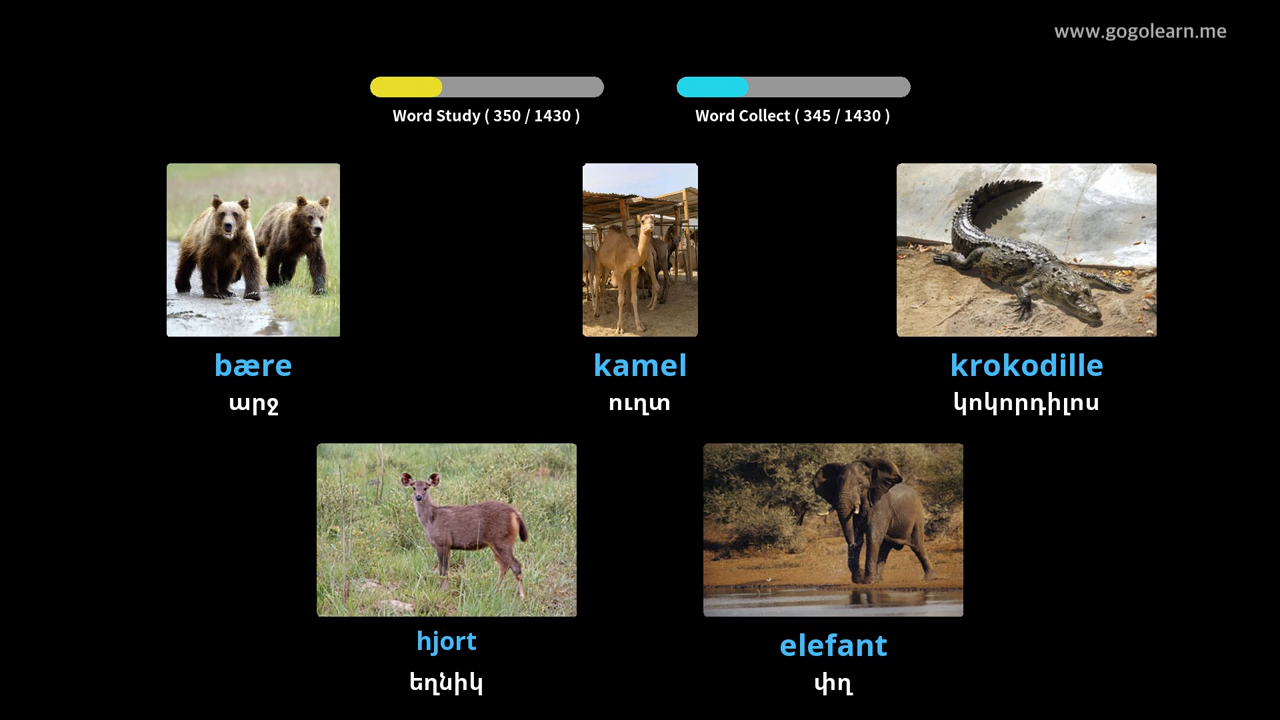 www.gogolearn.me
Word Study ( 350 / 1430 )
Word Collect ( 345 / 1430 )
bære
kamel
krokodille
արջ
ուղտ
կոկորդիլոս
hjort
elefant
եղնիկ
փղ